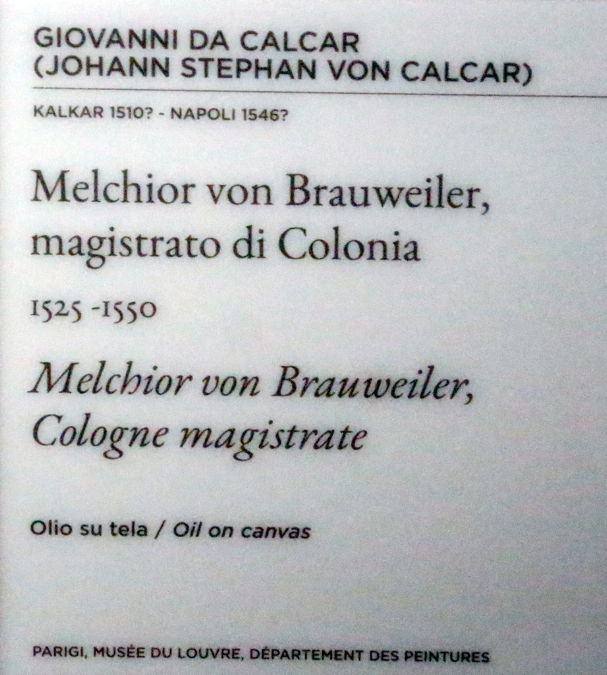 GIOVANNI DA CALCAR
(JOHANN STEPHAN VON CALCAR)
KALKAR 1510? - NAPOLI 1546?
Melchior von Brauweiler,
magistrato di Colonia
1525 -1550
Melchior von Brauweiler,
Cologne magistrate
Olio su tela / Oil on canvas
PARIGI, MUSÉE DU LOUVRE, DÉPARTEMENT DES PEINTURES